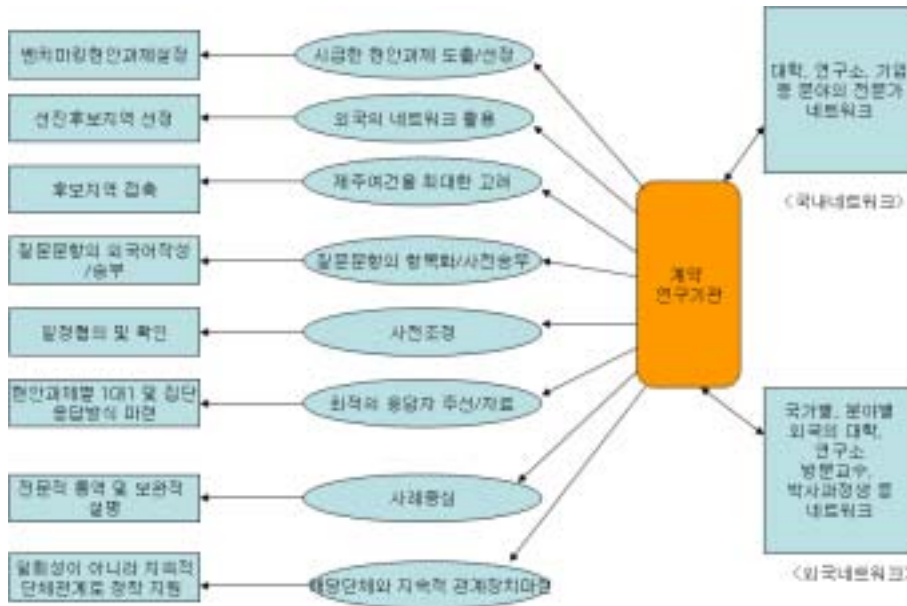 벤치마킹현안과제설정
시급한 현안과제 도출/선정
선진후보지역 선정
외국의 네트워크 활용
후보지역 접촉
제주여건을 최대한 고려
질문문항의 외국어작성
/송부
질문문항의 항목화/사전송부
일정협의 및 확인
사전조정
현안과제별 1대1 및 집단
응답방식 마련
최적의 응답자 주선/자료
전문적 통역 및 보완적
설명
사례중심
일회성이 아니라 지속적
단체관계로 정착 지원
해당단체와 지속적 관계장치마련
계약
연구기관
대학, 연구소, 기업
등 분야의 전문가
네트워크
<국내네트워크>
국가별, 분야별
외국의 대학,
연구소
방문교수,
박사과정생 등
네트워크
<외국네트워크>